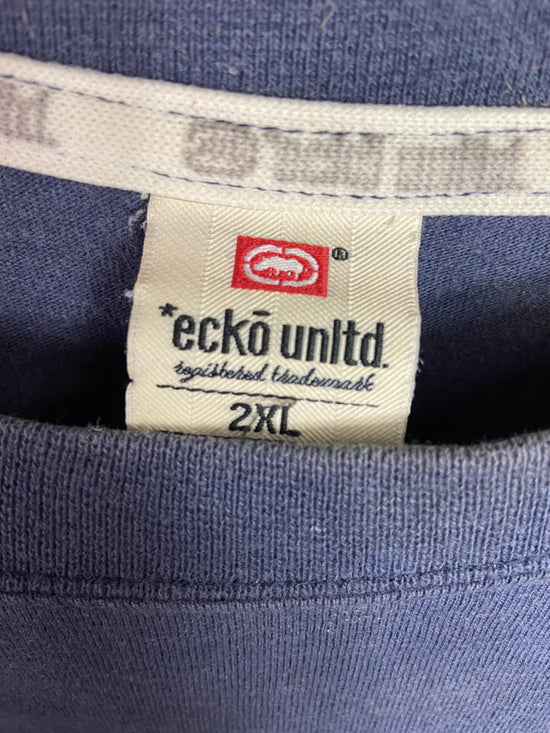 *eckō unltd.
registered trademark
2XL